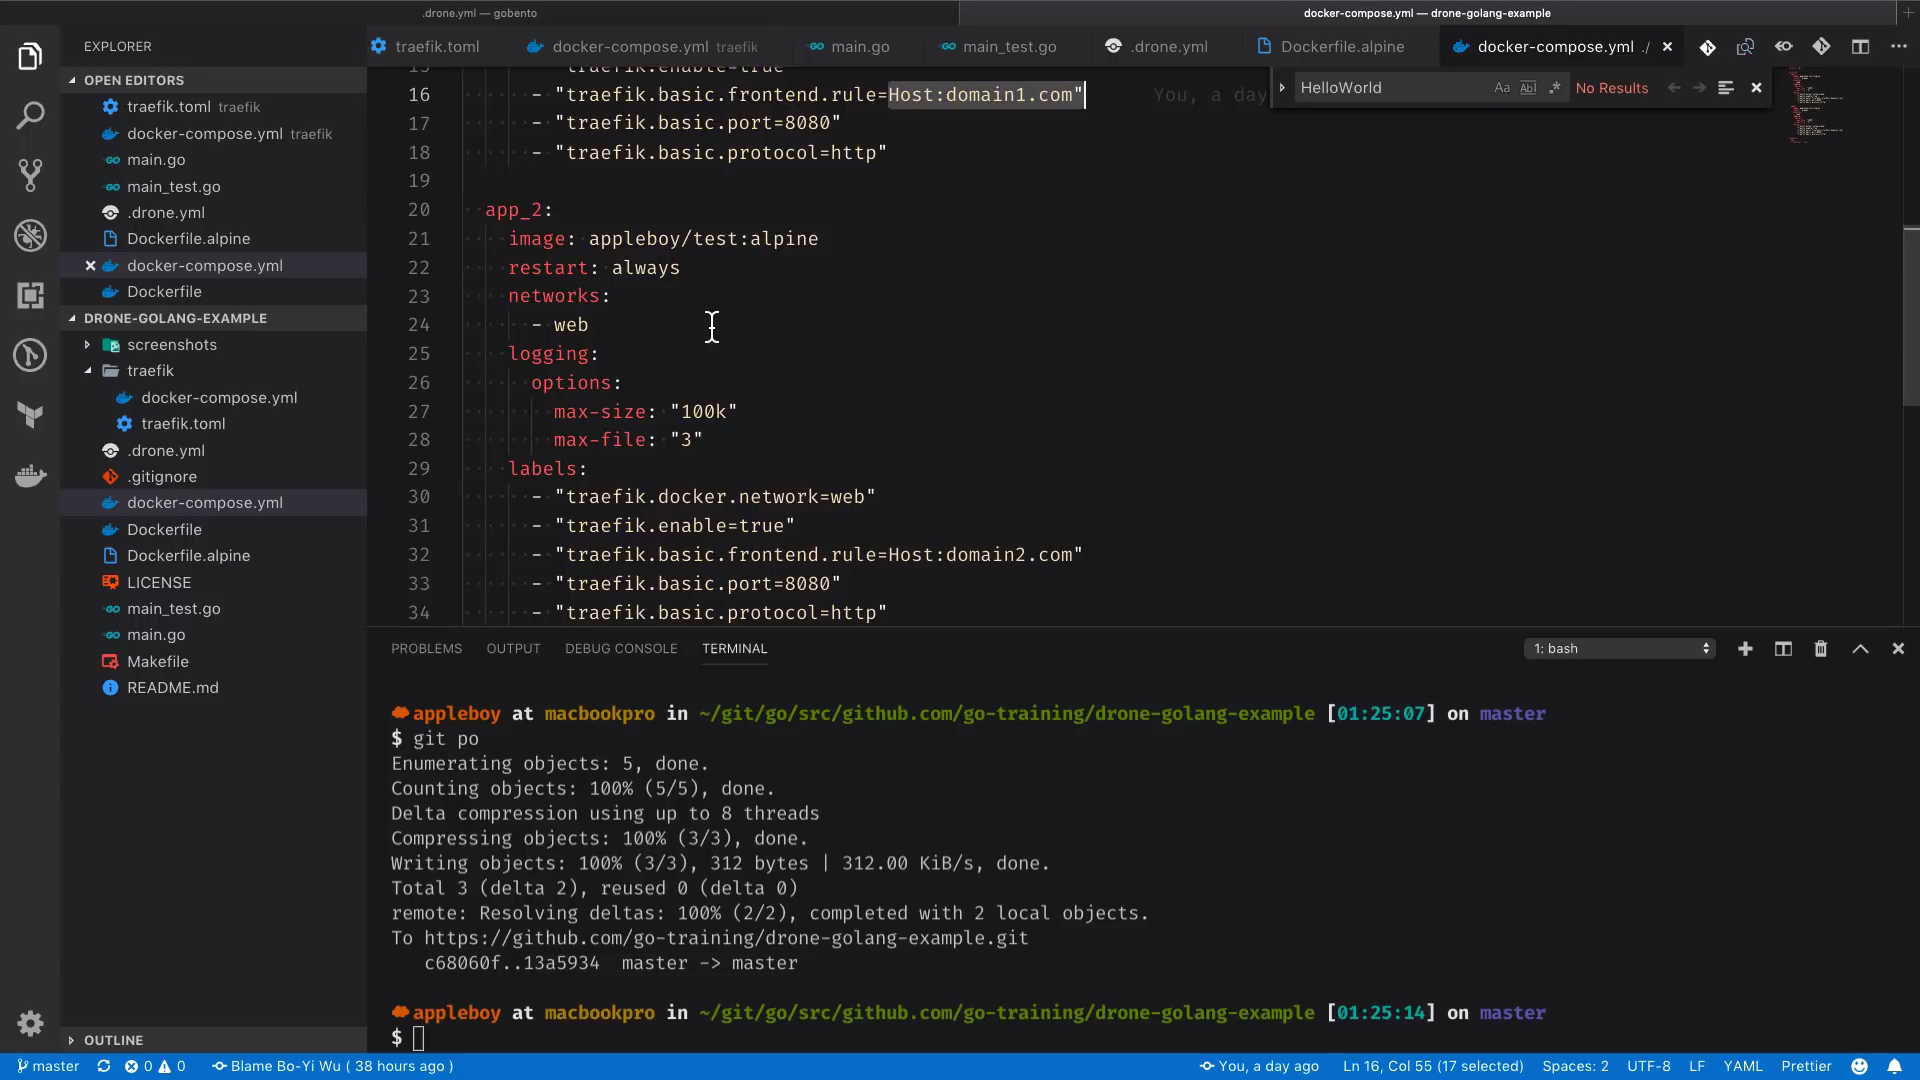 .drone.yml — gobento
docker-compose.yml — drone-golang-example
EXPLORER
traefik.toml
docker-compose.yml traefik
main.go
main_test.go
.drone.yml
Dockerfile.alpine
docker-compose.yml ./
OPEN EDITORS
traefik.toml traefik
docker-compose.yml traefik
main.go
main_test.go
.drone.yml
Dockerfile.alpine
docker-compose.yml
Dockerfile
DRONE-GOLANG-EXAMPLE
screenshots
traefik
docker-compose.yml
traefik.toml
.drone.yml
.gitignore
docker-compose.yml
Dockerfile
Dockerfile.alpine
LICENSE
main_test.go
main.go
Makefile
README.md
OUTLINE
HelloWorld
Aa Abl .* No Results
15 "traefik.enable=true"
16 - "traefik.basic.frontend.rule=Host:domain1.com" You, a day
17 - "traefik.basic.port=8080"
18 - "traefik.basic.protocol=http"
19
20 app_2:
21 image: appleboy/test:alpine
22 restart: always
23 networks:
24 - web
25 logging:
26 options:
27 max-size: "100k"
28 max-file: "3"
29 labels:
30 - "traefik.docker.network=web"
31 - "traefik.enable=true"
32 - "traefik.basic.frontend.rule=Host:domain2.com"
33 - "traefik.basic.port=8080"
34 - "traefik.basic.protocol=http"
PROBLEMS OUTPUT DEBUG CONSOLE TERMINAL
1: bash
appleboy at macbookpro in ~/git/go/src/github.com/go-training/drone-golang-example [01:25:07] on master
$ git po
Enumerating objects: 5, done.
Counting objects: 100% (5/5), done.
Delta compression using up to 8 threads
Compressing objects: 100% (3/3), done.
Writing objects: 100% (3/3), 312 bytes | 312.00 KiB/s, done.
Total 3 (delta 2), reused 0 (delta 0)
remote: Resolving deltas: 100% (2/2), completed with 2 local objects.
To https://github.com/go-training/drone-golang-example.git
c68060f..13a5934 master -> master
appleboy at macbookpro in ~/git/go/src/github.com/go-training/drone-golang-example [01:25:14] on master
$
master 0 0 Blame Bo-Yi Wu ( 38 hours ago )
You, a day ago Ln 16, Col 55 (17 selected) Spaces: 2 UTF-8 LF YAML Prettier